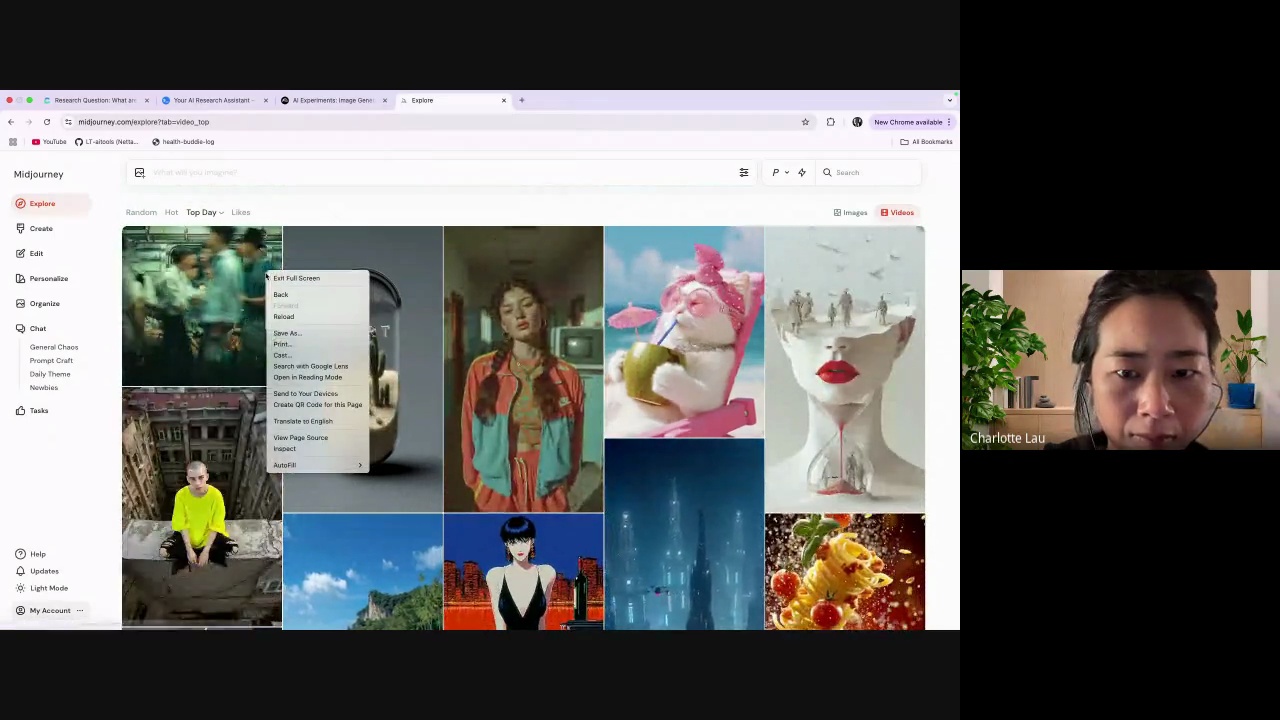 Research Question: What are
Your AI Research Assistant -
AI Experiments: Image Gene
Explore
midjourney.com/explore?tab=video_top
New Chrome available
YouTube
LT-aitools (Netta...
health-buddie-log
All Bookmarks
Midjourney
What will you imagine?
P
Search
Explore
Create
Edit
Personalize
Organize
Chat
General Chaos
Prompt Craft
Daily Theme
Newbies
Tasks
Help
Updates
Light Mode
My Account
Random Hot Top Day Likes
Images
Videos
Exit Full Screen
Back
Forward
Reload
Save As...
Print...
Cast...
Search with Google Lens
Open in Reading Mode
Send to Your Devices
Create QR Code for this Page
Translate to English
View Page Source
Inspect
AutoFill
Charlotte Lau